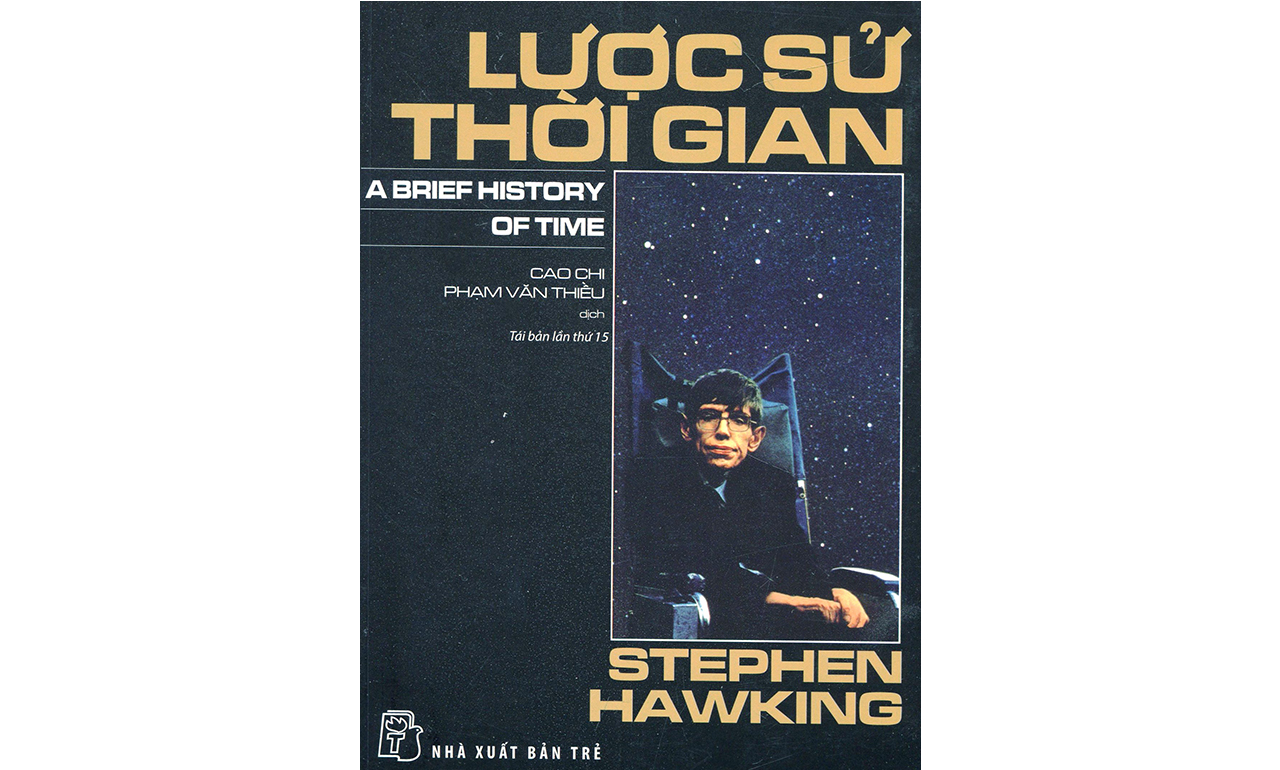 LƯỢC SỬ
THỜI GIAN
A BRIEF HISTORY
OF TIME
CAO CHI
PHẠM VĂN THIỀU
dịch
Tái bản lần thứ 15
STEPHEN
HAWKING
T
NHÀ XUẤT BẢN TRẺ